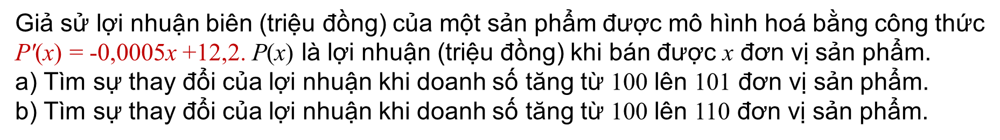 Giả sử lợi nhuận biên (triệu đồng) của một sản phẩm được mô hình hoá bằng công thức
P'(x) = -0,0005x +12,2. P(x) là lợi nhuận (triệu đồng) khi bán được x đơn vị sản phẩm.
a) Tìm sự thay đổi của lợi nhuận khi doanh số tăng từ 100 lên 101 đơn vị sản phẩm.
b) Tìm sự thay đổi của lợi nhuận khi doanh số tăng từ 100 lên 110 đơn vị sản phẩm.